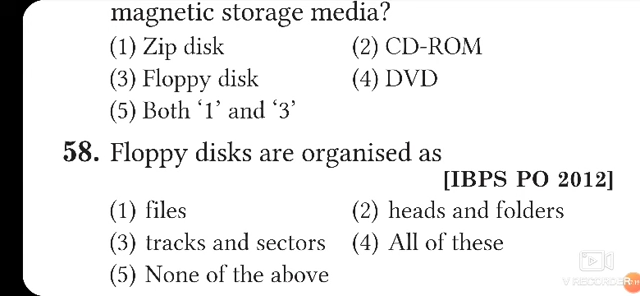 magnetic storage media?
(1) Zip disk (2) CD-ROM
(3) Floppy disk (4) DVD
(5) Both ‘1’ and ‘3’
58. Floppy disks are organised as
[IBPS PO 2012]
(1) files (2) heads and folders
(3) tracks and sectors (4) All of these
(5) None of the above
V RECORDER